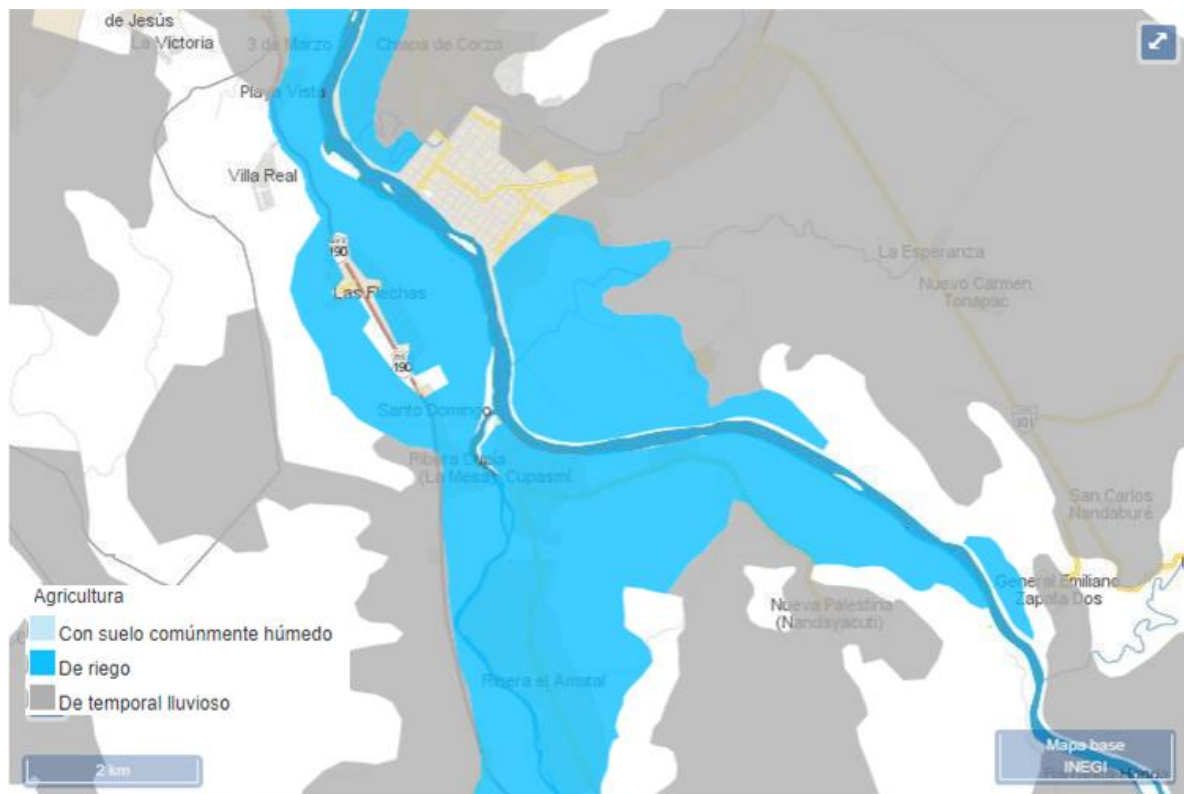 de Jesús
La Victoria
3 de Marzo
Chiapa de Corzo
Playa Vista
Villa Real
190
Las Flechas
190
La Esperanza
Nuevo Carmen
Tonapac
Santo Domingo
Ribera Cupía
(La Mesa)
Cupasmí
101
San Carlos
Nandaburé
General Emiliano
Zapata Dos
Nueva Palestina
(Nandayacuti)
Ribera el Amatal
Agricultura
Con suelo comúnmente húmedo
De riego
De temporal lluvioso
2 km
Mapa base
INEGI
Honda